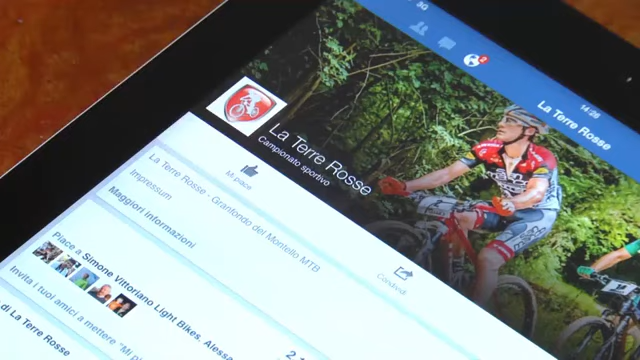 3G
2
14:28
La Terre Rosse
La Terre Rosse
Campionato sportivo
Mi piace
Condividi
La Terre Rosse - Granfondo del Montello MTB
Impressum
Maggiori informazioni
Piace a Simone Vittoriano Light Bikes, Alessa
Invita i tuoi amici a mettere "Mi pi
di La Terre Rosse